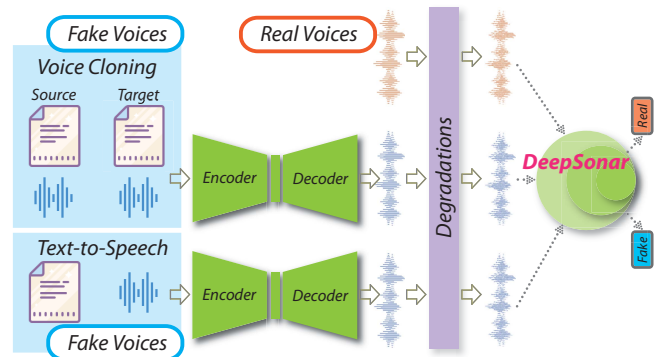 Fake Voices
Real Voices
Voice Cloning
Source
Target
Encoder
Decoder
Degradations
DeepSonar
Real
Fake
Text-to-Speech
Encoder
Decoder
Fake Voices